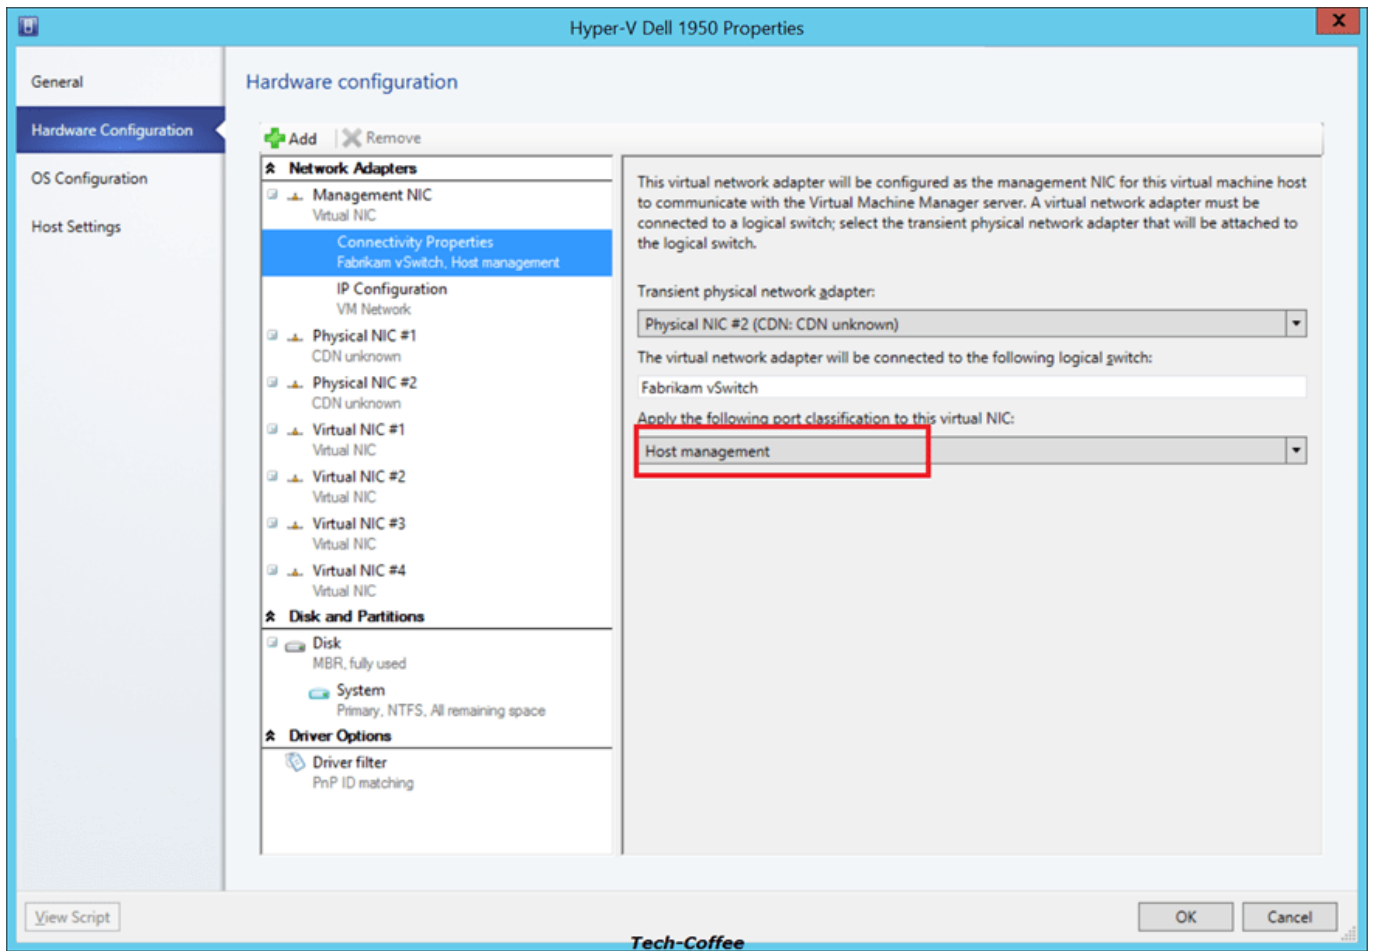 Hyper-V Dell 1950 Properties
General
Hardware Configuration
OS Configuration
Host Settings
Hardware configuration
Add
Remove
Network Adapters
Management NIC
Virtual NIC
Connectivity Properties
Fabrikam vSwitch, Host management
IP Configuration
VM Network
Physical NIC #1
CDN unknown
Physical NIC #2
CDN unknown
Virtual NIC #1
Virtual NIC
Virtual NIC #2
Virtual NIC
Virtual NIC #3
Virtual NIC
Virtual NIC #4
Virtual NIC
Disk and Partitions
Disk
MBR, fully used
System
Primary, NTFS, All remaining space
Driver Options
Driver filter
PnP ID matching
This virtual network adapter will be configured as the management NIC for this virtual machine host
to communicate with the Virtual Machine Manager server. A virtual network adapter must be
connected to a logical switch; select the transient physical network adapter that will be attached to
the logical switch.
Transient physical network adapter:
Physical NIC #2 (CDN: CDN unknown)
The virtual network adapter will be connected to the following logical switch:
Fabrikam vSwitch
Apply the following port classification to this virtual NIC:
Host management
View Script
OK
Cancel
Tech-Coffee